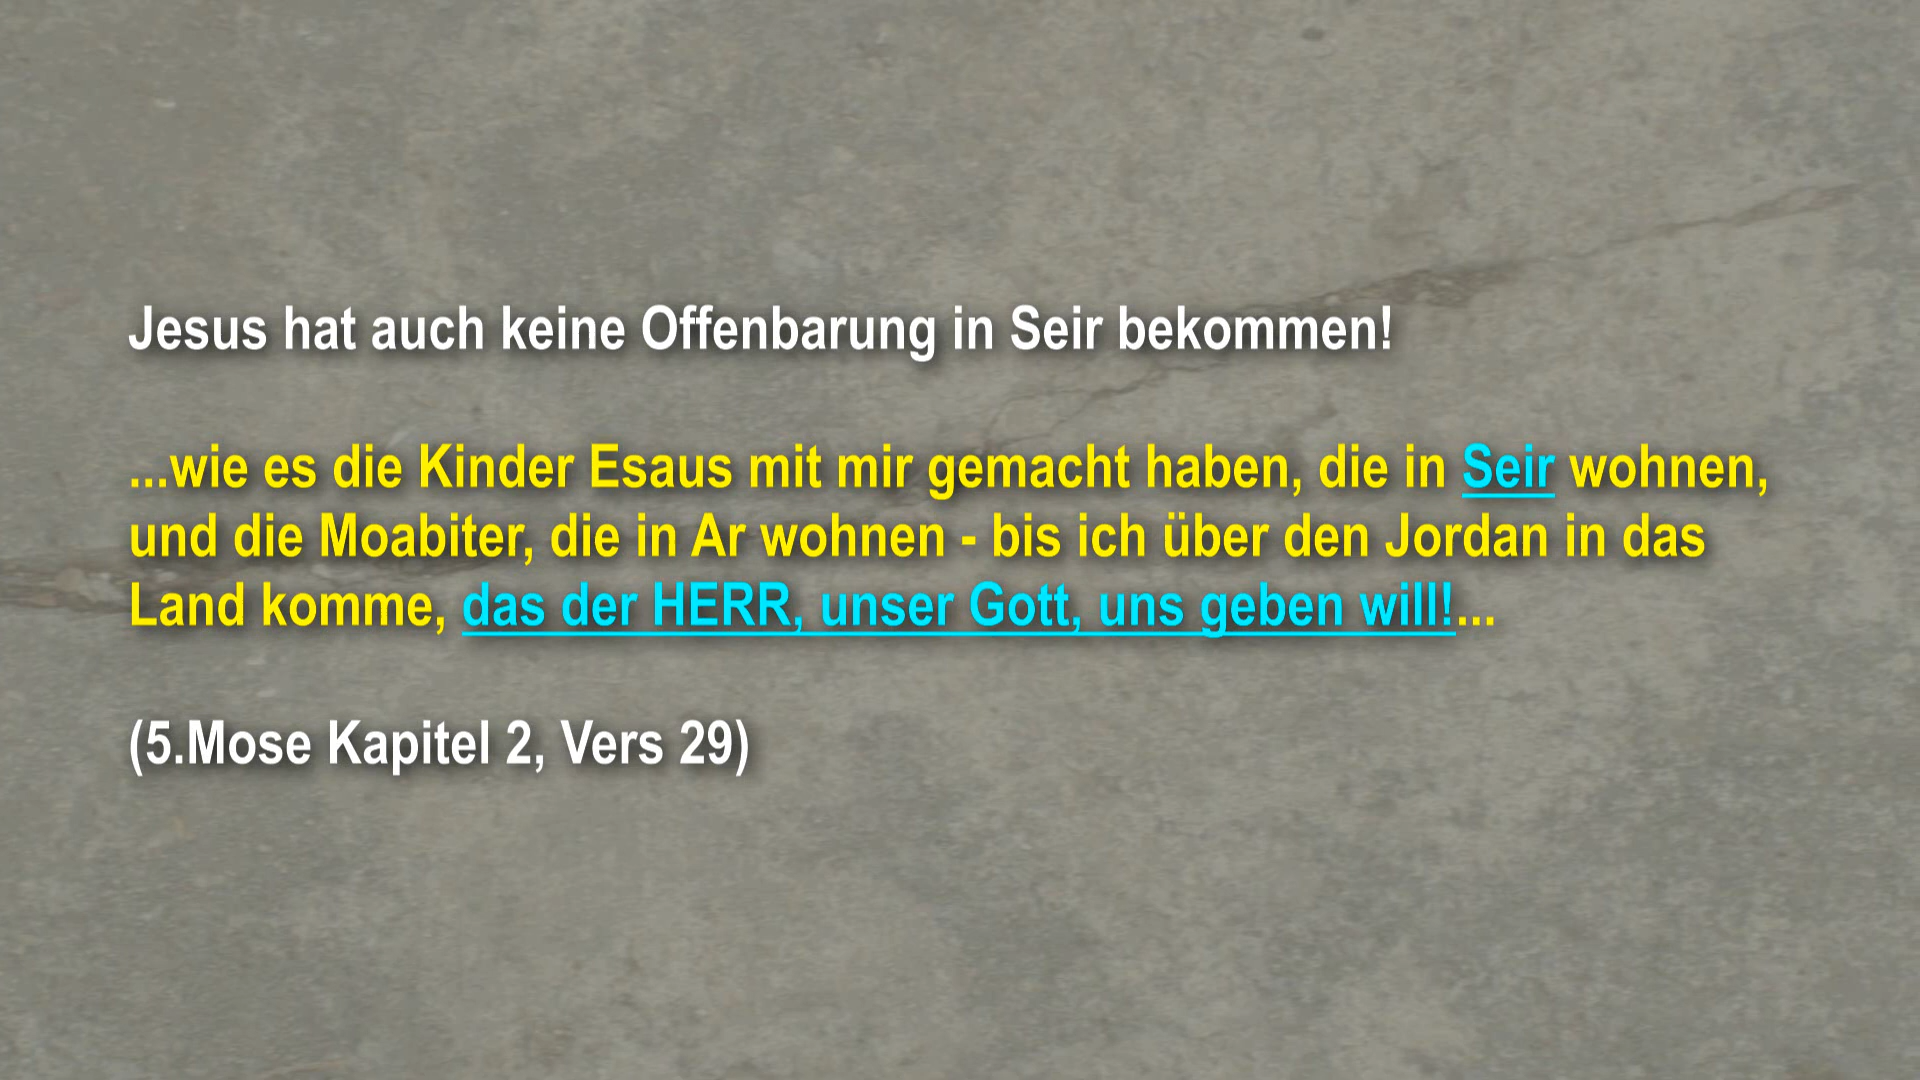 Jesus hat auch keine Offenbarung in Seir bekommen!
...wie es die Kinder Esaus mit mir gemacht haben, die in Seir wohnen,
und die Moabiter, die in Ar wohnen - bis ich über den Jordan in das
Land komme, das der HERR, unser Gott, uns geben will!...
(5.Mose Kapitel 2, Vers 29)